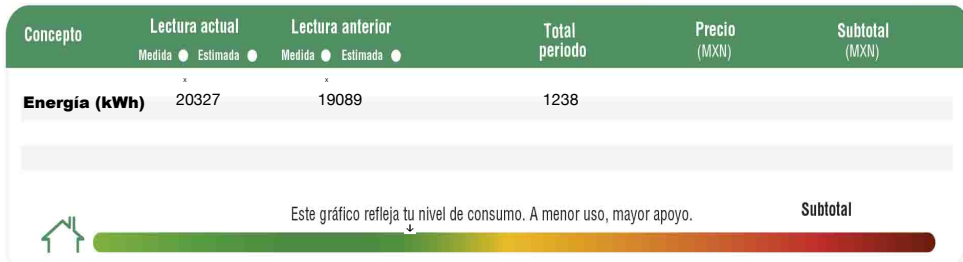 Concepto Lectura actual Lectura anterior Total periodo Precio (MXN) Subtotal (MXN)
Medida Estimada Medida Estimada
x x
Energía (kWh) 20327 19089 1238
Este gráfico refleja tu nivel de consumo. A menor uso, mayor apoyo. Subtotal